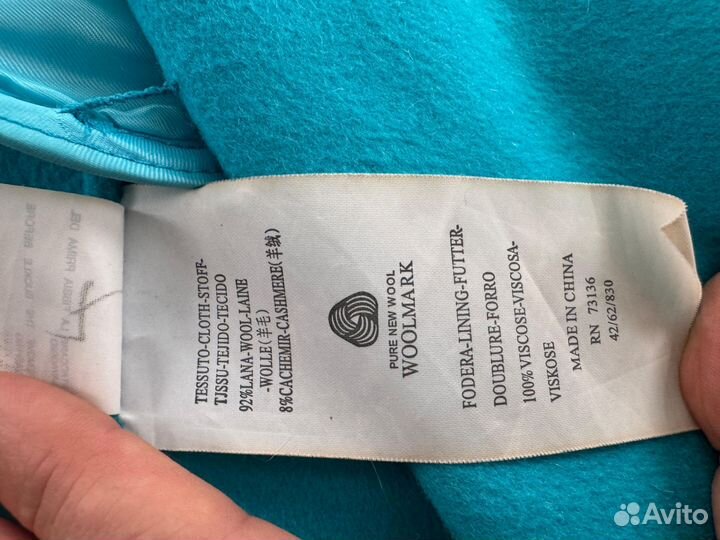 TESSUTO-CLOTH-STOFF-
TJSSU-TEJIDO-TECIDO
92%LANA-WOOL-LAINE
-WOLLE(羊毛)
8%CACHEMIR-CASHMERE(羊绒)
PURE NEW WOOL
WOOLMARK
FODERA-LINING-FUTTER-
DOUBLURE-FORRO
100%VISCOSE-VISCOSA-
VISKOSE
MADE IN CHINA
RN 73136
42/62/830
Avito